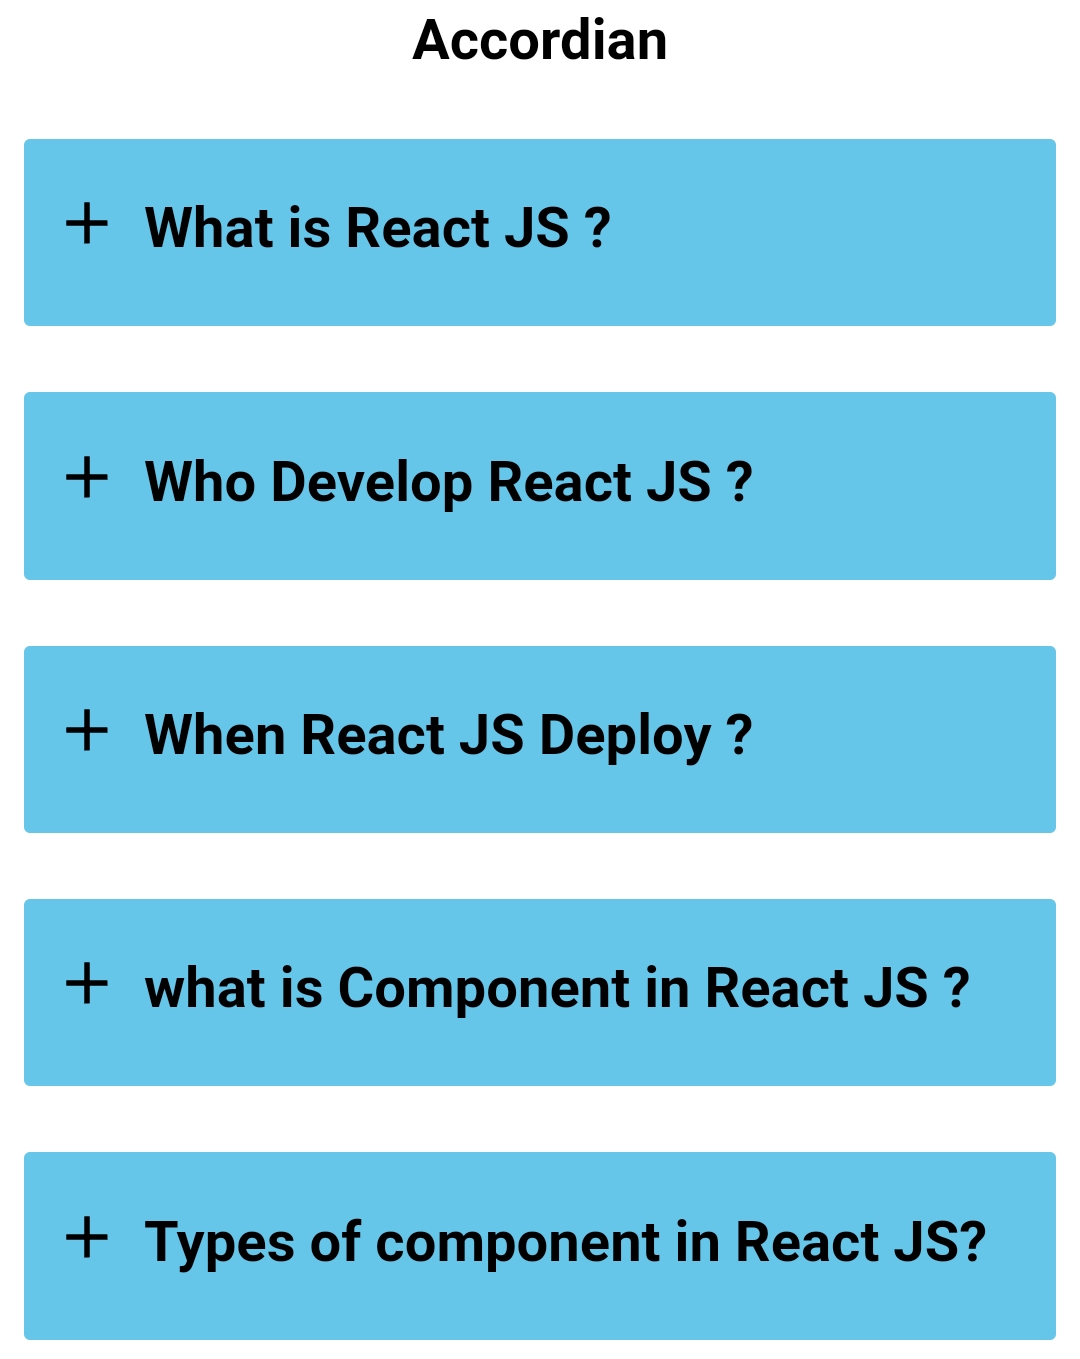 Accordian
+ What is React JS ?
+ Who Develop React JS ?
+ When React JS Deploy ?
+ what is Component in React JS ?
+ Types of component in React JS?